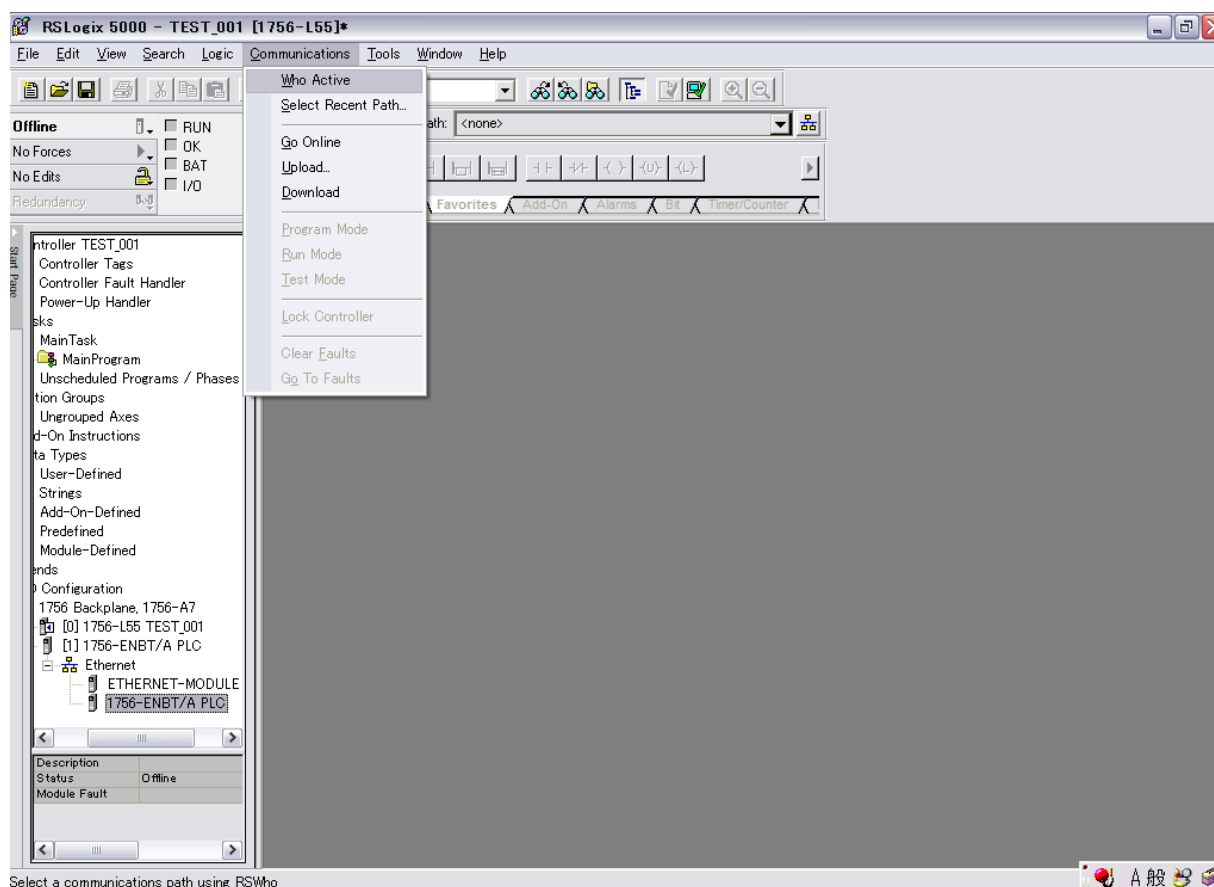 RSLogix 5000 - TEST_001 [1756-L55]*
File Edit View Search Logic Communications Tools Window Help
Who Active
Select Recent Path...
Go Online
Upload...
Download
Program Mode
Run Mode
Test Mode
Lock Controller
Clear Faults
Go To Faults
Offline
RUN
No Forces
OK
No Edits
BAT
Redundancy
I/O
ath: <none>
Favorites Add-On Alarms Bit Timer/Counter
Start Page
ntroller TEST_001
Controller Tags
Controller Fault Handler
Power-Up Handler
sks
MainTask
MainProgram
Unscheduled Programs / Phases
tion Groups
Ungrouped Axes
d-On Instructions
ta Types
User-Defined
Strings
Add-On-Defined
Predefined
Module-Defined
ends
Configuration
1756 Backplane, 1756-A7
[0] 1756-L55 TEST_001
[1] 1756-ENBT/A PLC
Ethernet
ETHERNET-MODULE
1756-ENBT/A PLC
Description
Status Offline
Module Fault
Select a communications path using RSWho
A 般